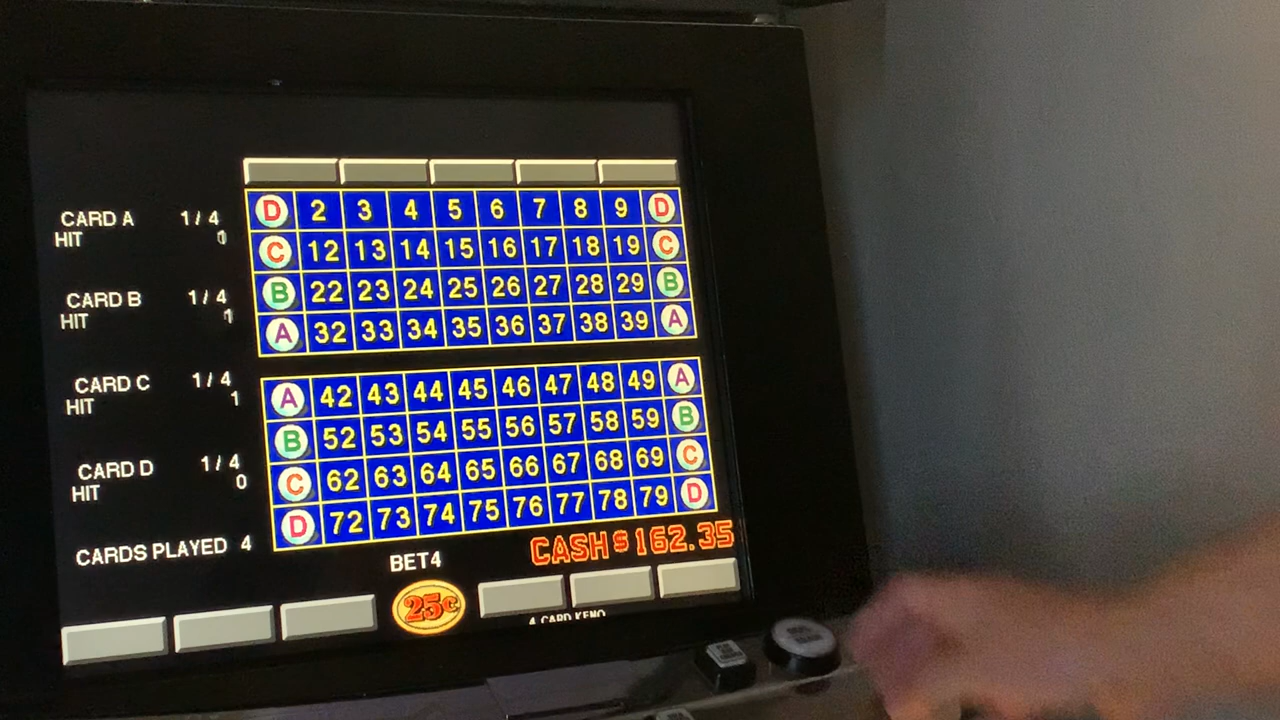 CARD A 1/4
HIT
CARD B 1/4
HIT 1
CARD C 1/4
HIT 1
CARD D 1/4
HIT 0
CARDS PLAYED 4
D 2 3 4 5 6 7 8 9 D
C 12 13 14 15 16 17 18 19 C
B 22 23 24 25 26 27 28 29 B
A 32 33 34 35 36 37 38 39 A
A 42 43 44 45 46 47 48 49 A
B 52 53 54 55 56 57 58 59 B
C 62 63 64 65 66 67 68 69 C
D 72 73 74 75 76 77 78 79 D
BET4
CASH $162.35
25¢
4 CARD KENO